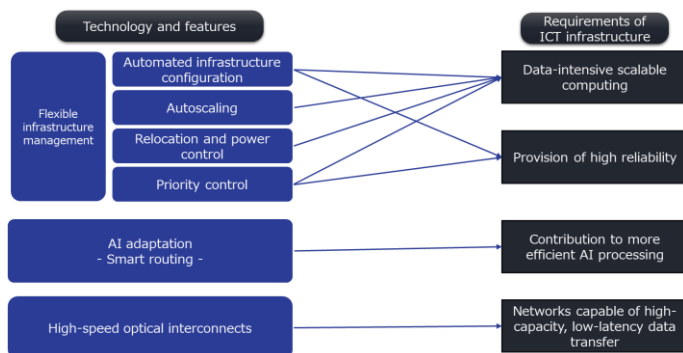 Technology and features
Requirements of
ICT infrastructure
Flexible
infrastructure
management
Automated infrastructure
configuration
Autoscaling
Relocation and power
control
Priority control
Data-intensive scalable
computing
Provision of high reliability
AI adaptation
- Smart routing -
Contribution to more
efficient AI processing
High-speed optical interconnects
Networks capable of high-
capacity, low-latency data
transfer